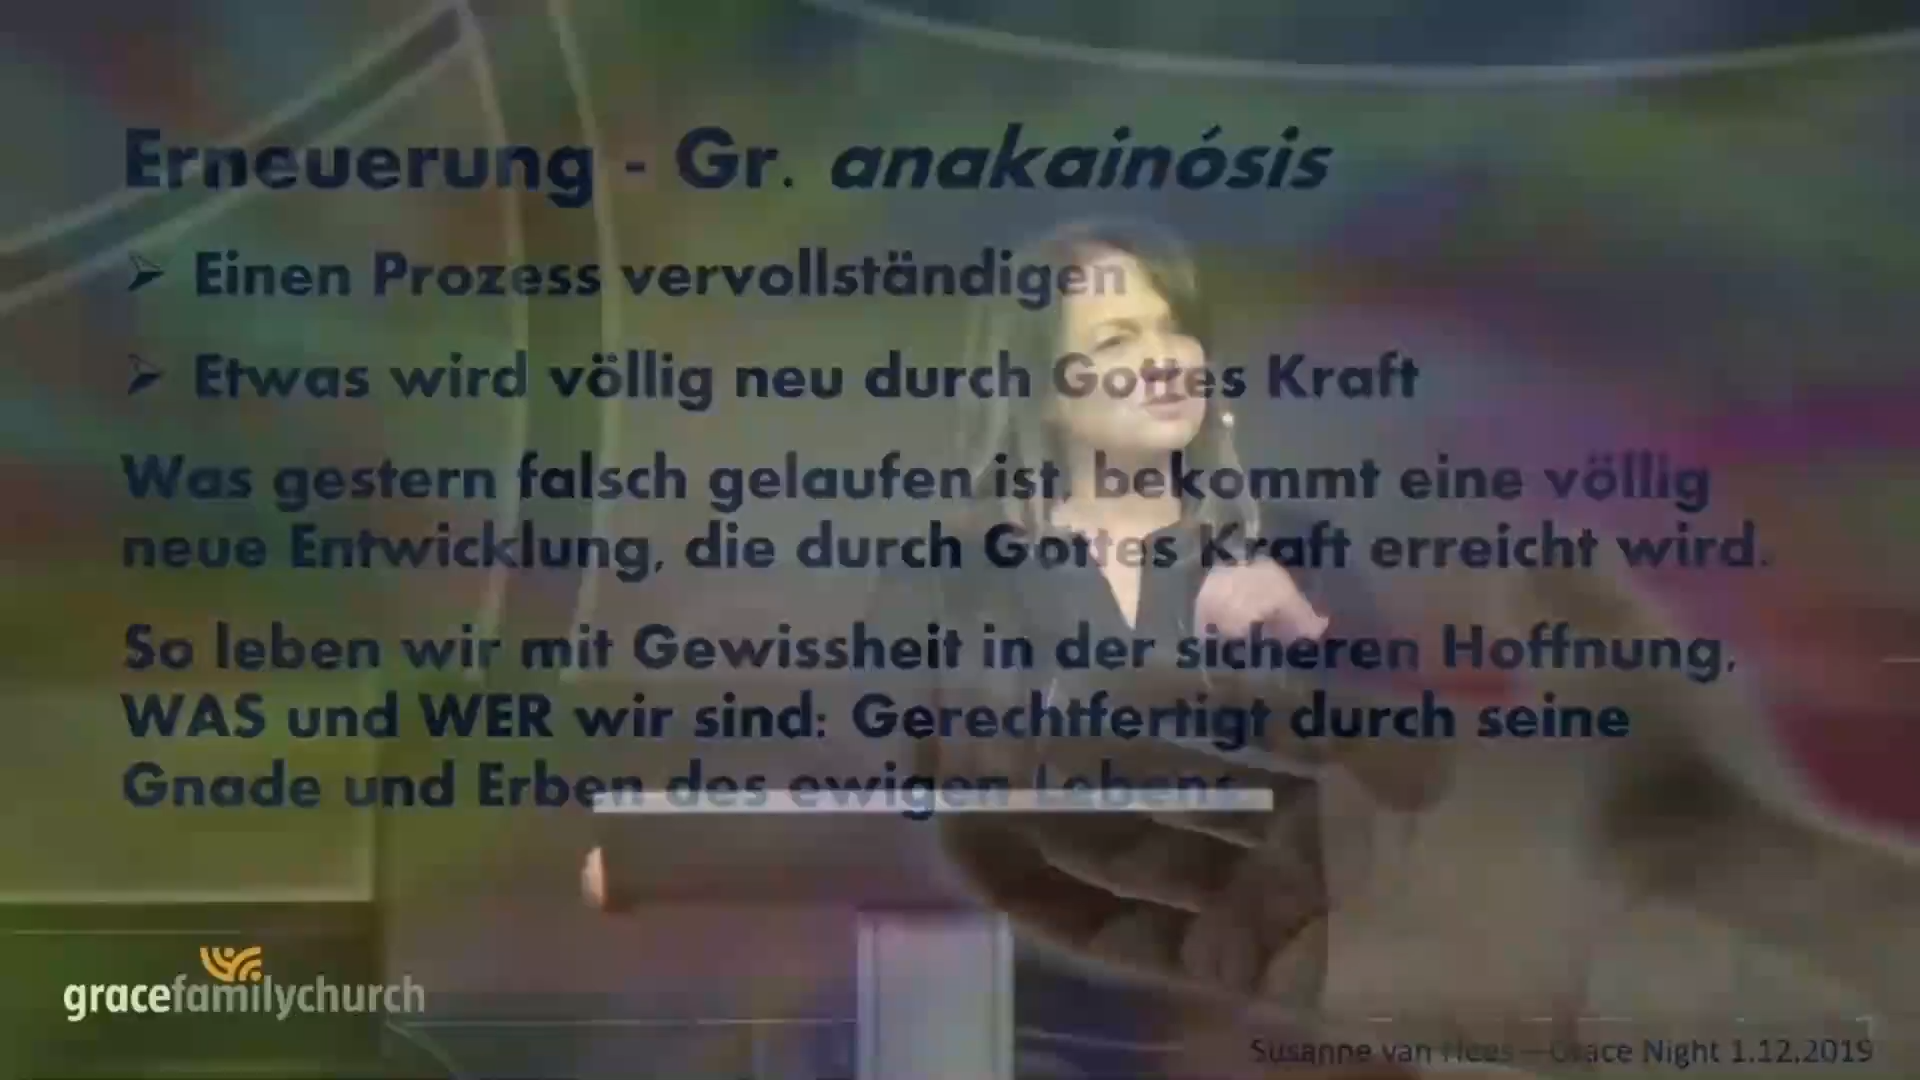 Erneuerung - Gr. anakainósis
➢ Einen Prozess vervollständigen
➢ Etwas wird völlig neu durch Gottes Kraft
Was gestern falsch gelaufen ist, bekommt eine völlig
neue Entwicklung, die durch Gottes Kraft erreicht wird.
So leben wir mit Gewissheit in der sicheren Hoffnung,
WAS und WER wir sind: Gerechtfertigt durch seine
Gnade und Erben des ewigen Lebens.
gracefamilychurch
Susanne van Hees – Grace Night 1.12.2019